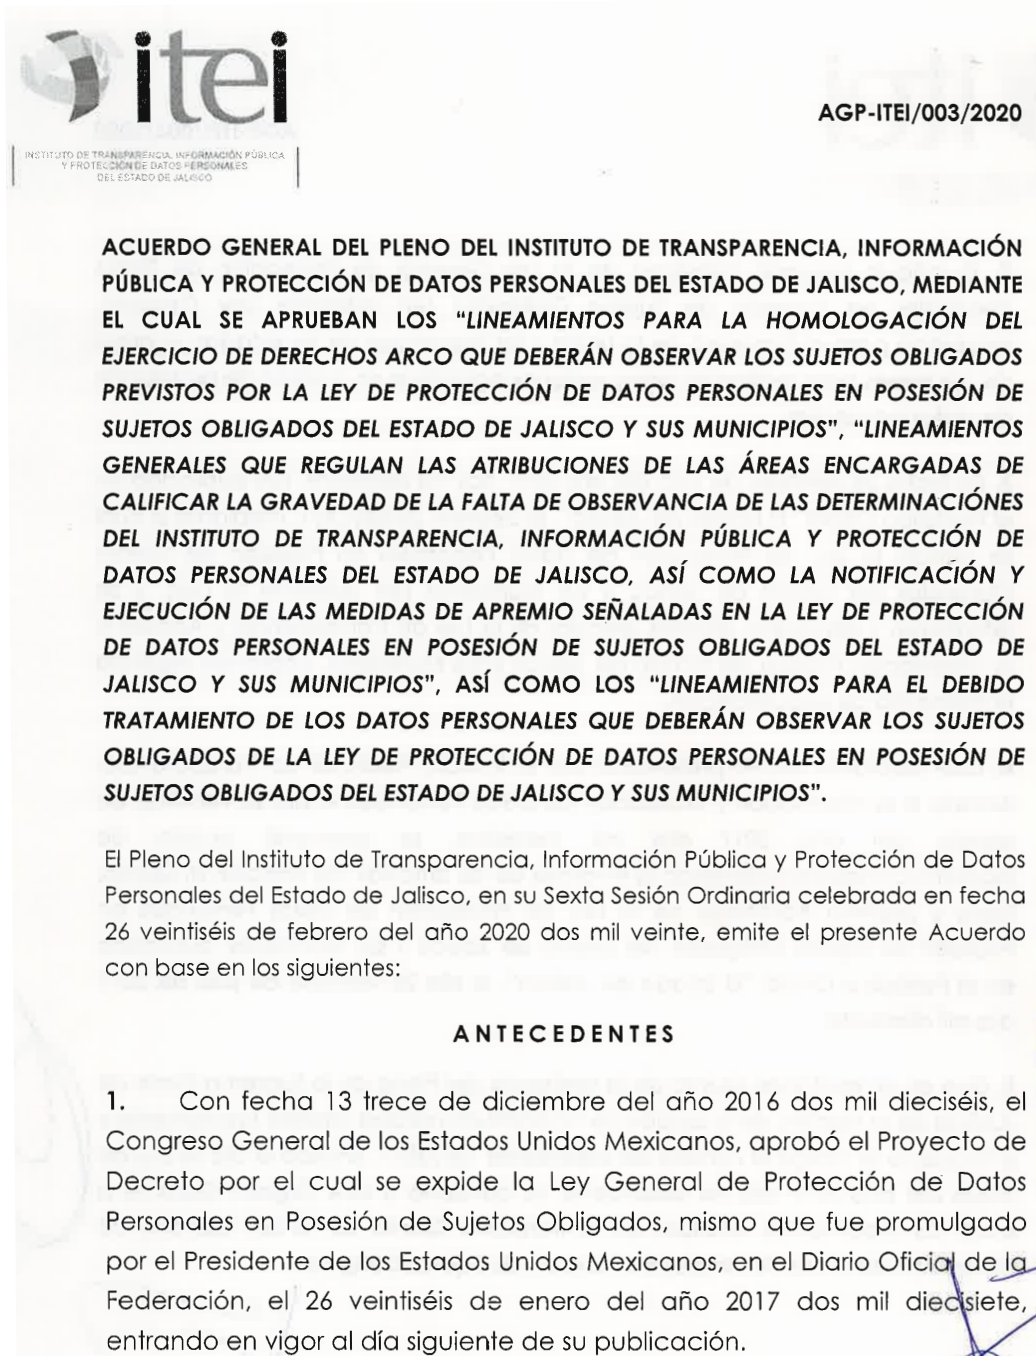 itei
INSTITUTO DE TRANSPARENCIA, INFORMACIÓN PÚBLICA
Y PROTECCIÓN DE DATOS PERSONALES
DEL ESTADO DE JALISCO
AGP-ITEI/003/2020
ACUERDO GENERAL DEL PLENO DEL INSTITUTO DE TRANSPARENCIA, INFORMACIÓN
PÚBLICA Y PROTECCIÓN DE DATOS PERSONALES DEL ESTADO DE JALISCO, MEDIANTE
EL CUAL SE APRUEBAN LOS “LINEAMIENTOS PARA LA HOMOLOGACIÓN DEL
EJERCICIO DE DERECHOS ARCO QUE DEBERÁN OBSERVAR LOS SUJETOS OBLIGADOS
PREVISTOS POR LA LEY DE PROTECCIÓN DE DATOS PERSONALES EN POSESIÓN DE
SUJETOS OBLIGADOS DEL ESTADO DE JALISCO Y SUS MUNICIPIOS”, “LINEAMIENTOS
GENERALES QUE REGULAN LAS ATRIBUCIONES DE LAS ÁREAS ENCARGADAS DE
CALIFICAR LA GRAVEDAD DE LA FALTA DE OBSERVANCIA DE LAS DETERMINACIÓNES
DEL INSTITUTO DE TRANSPARENCIA, INFORMACIÓN PÚBLICA Y PROTECCIÓN DE
DATOS PERSONALES DEL ESTADO DE JALISCO, ASÍ COMO LA NOTIFICACIÓN Y
EJECUCIÓN DE LAS MEDIDAS DE APREMIO SEÑALADAS EN LA LEY DE PROTECCIÓN
DE DATOS PERSONALES EN POSESIÓN DE SUJETOS OBLIGADOS DEL ESTADO DE
JALISCO Y SUS MUNICIPIOS”, ASÍ COMO LOS “LINEAMIENTOS PARA EL DEBIDO
TRATAMIENTO DE LOS DATOS PERSONALES QUE DEBERÁN OBSERVAR LOS SUJETOS
OBLIGADOS DE LA LEY DE PROTECCIÓN DE DATOS PERSONALES EN POSESIÓN DE
SUJETOS OBLIGADOS DEL ESTADO DE JALISCO Y SUS MUNICIPIOS”.
El Pleno del Instituto de Transparencia, Información Pública y Protección de Datos
Personales del Estado de Jalisco, en su Sexta Sesión Ordinaria celebrada en fecha
26 veintiséis de febrero del año 2020 dos mil veinte, emite el presente Acuerdo
con base en los siguientes:
ANTECEDENTES
1. Con fecha 13 trece de diciembre del año 2016 dos mil dieciséis, el
Congreso General de los Estados Unidos Mexicanos, aprobó el Proyecto de
Decreto por el cual se expide la Ley General de Protección de Datos
Personales en Posesión de Sujetos Obligados, mismo que fue promulgado
por el Presidente de los Estados Unidos Mexicanos, en el Diario Oficial de la
Federación, el 26 veintiséis de enero del año 2017 dos mil diecisiete,
entrando en vigor al día siguiente de su publicación.